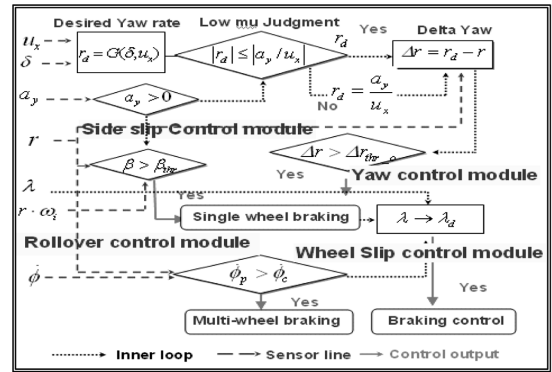 Desired Yaw rate
Low mu Judgment
Yes
Delta Yaw
u_x
δ
r_d = G(δ,u_x)
|r_d| ≤ |a_y / u_x|
r_d
Δr = r_d − r
a_y
a_y > 0
No
r_d = a_y / u_x
r
Side slip Control module
β > β_thr
Δr > Δr_thr_o
Yes
Yaw control module
λ
Yes
r · ω_i
Single wheel braking
λ → λ_d
Rollover control module
Wheel Slip control module
φ̇
φ̇_p > φ̇_c
Yes
Yes
Multi-wheel braking
Braking control
Inner loop
Sensor line
Control output